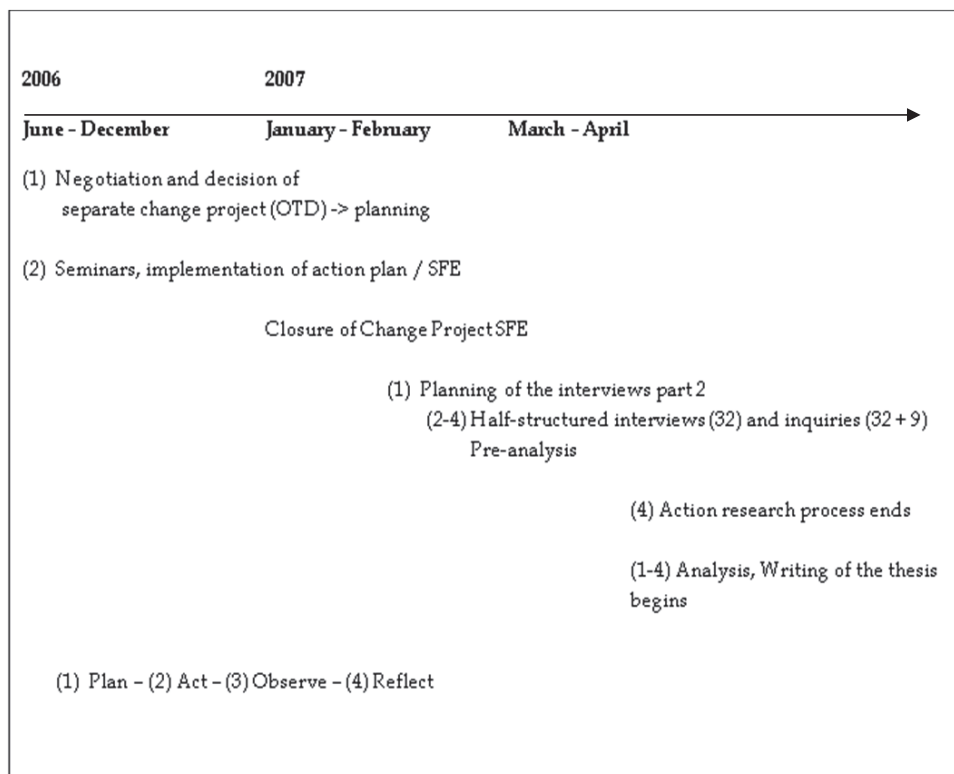 2006 2007
June – December January – February March – April
(1) Negotiation and decision of
separate change project (OTD) -> planning
(2) Seminars, implementation of action plan / SFE
Closure of Change Project SFE
(1) Planning of the interviews part 2
(2-4) Half-structured interviews (32) and inquiries (32 + 9)
Pre-analysis
(4) Action research process ends
(1-4) Analysis, Writing of the thesis
begins
(1) Plan – (2) Act – (3) Observe – (4) Reflect